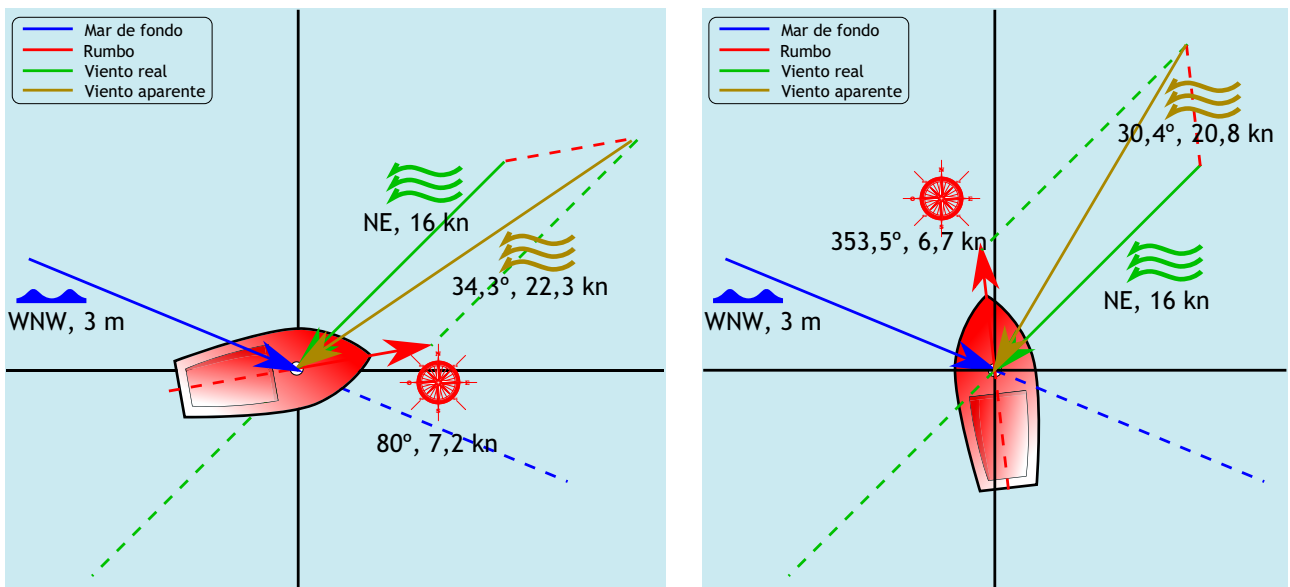 Mar de fondo
Rumbo
Viento real
Viento aparente
NE, 16 kn
34,3º, 22,3 kn
WNW, 3 m
80º, 7,2 kn
Mar de fondo
Rumbo
Viento real
Viento aparente
30,4º, 20,8 kn
353,5º, 6,7 kn
NE, 16 kn
WNW, 3 m